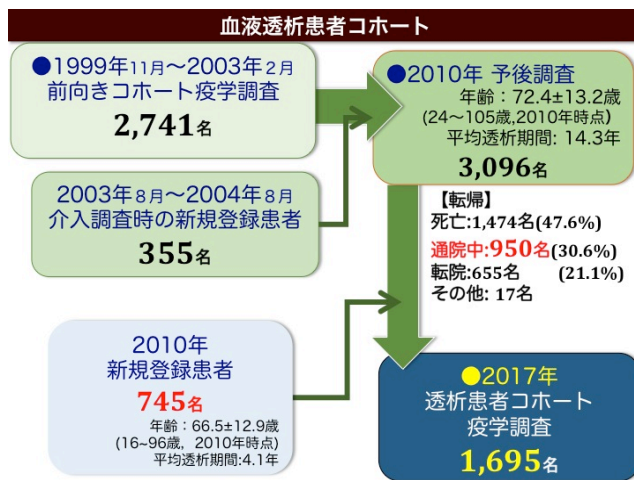 血液透析患者コホート
●1999年11月～2003年2月
前向きコホート疫学調査
2,741名
2003年8月～2004年8月
介入調査時の新規登録患者
355名
●2010年 予後調査
年齢：72.4±13.2歳
(24～105歳,2010年時点)
平均透析期間: 14.3年
3,096名
【転帰】
死亡:1,474名(47.6%)
通院中:950名(30.6%)
転院:655名 (21.1%)
その他: 17名
2010年
新規登録患者
745名
年齢：66.5±12.9歳
(16~96歳, 2010年時点)
平均透析期間:4.1年
●2017年
透析患者コホート
疫学調査
1,695名